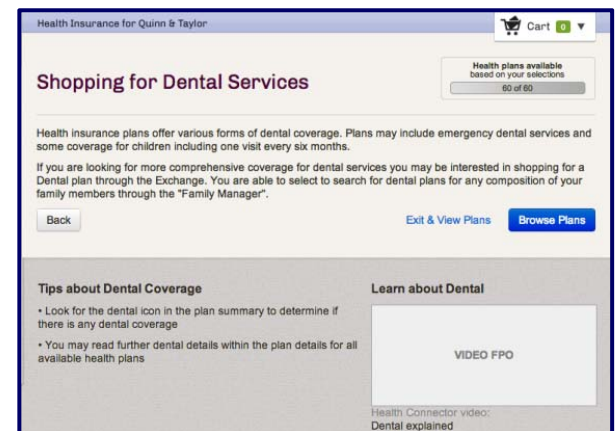 Health Insurance for Quinn & Taylor
Cart 0 ▼
Shopping for Dental Services
Health plans available
based on your selections
60 of 60
Health insurance plans offer various forms of dental coverage. Plans may include emergency dental services and
some coverage for children including one visit every six months.
If you are looking for more comprehensive coverage for dental services you may be interested in shopping for a
Dental plan through the Exchange. You are able to select to search for dental plans for any composition of your
family members through the "Family Manager".
Back
Exit & View Plans
Browse Plans
Tips about Dental Coverage
• Look for the dental icon in the plan summary to determine if
there is any dental coverage
• You may read further dental details within the plan details for all
available health plans
Learn about Dental
VIDEO FPO
Health Connector video:
Dental explained